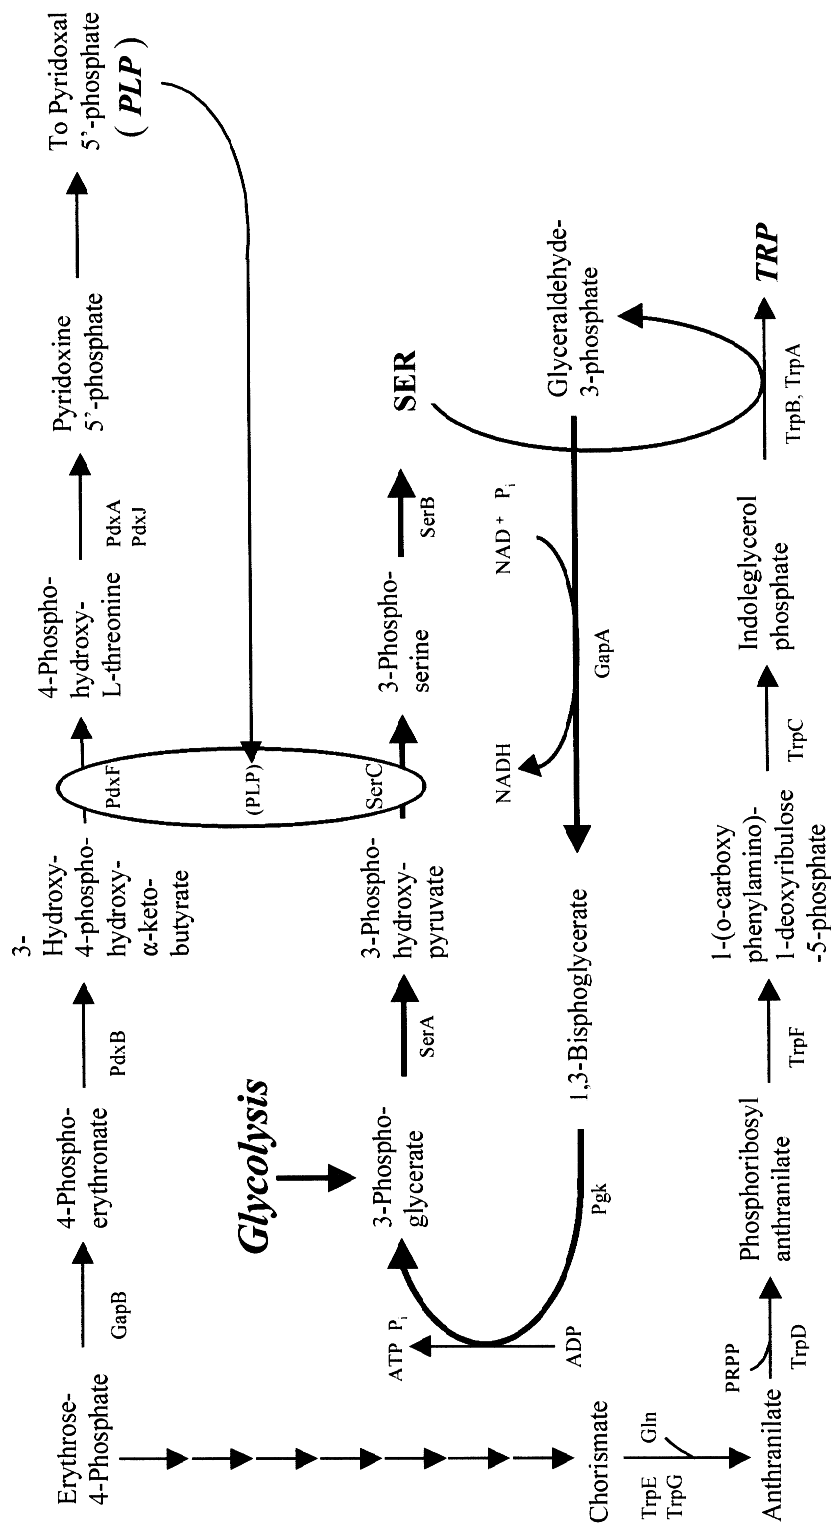 Erythrose-
4-Phosphate
GapB
4-Phospho-
erythronate
PdxB
3-
Hydroxy-
4-phospho-
hydroxy-
α-keto-
butyrate
PdxF
4-Phospho-
hydroxy-
L-threonine
PdxA
PdxJ
Pyridoxine
5'-phosphate
To Pyridoxal
5'-phosphate
( PLP )
(PLP)
Glycolysis
3-Phospho-
glycerate
SerA
3-Phospho-
hydroxy-
pyruvate
SerC
3-Phospho-
serine
SerB
SER
ATP Pi
ADP
Pgk
1,3-Bisphoglycerate
NADH
GapA
NAD + Pi
Glyceraldehyde-
3-phosphate
Chorismate
TrpE
TrpG
Gln
Anthranilate
PRPP
TrpD
Phosphoribosyl
anthranilate
TrpF
1-(o-carboxy
phenylamino)-
1-deoxyribulose
-5-phosphate
TrpC
Indoleglycerol
phosphate
TrpB, TrpA
TRP